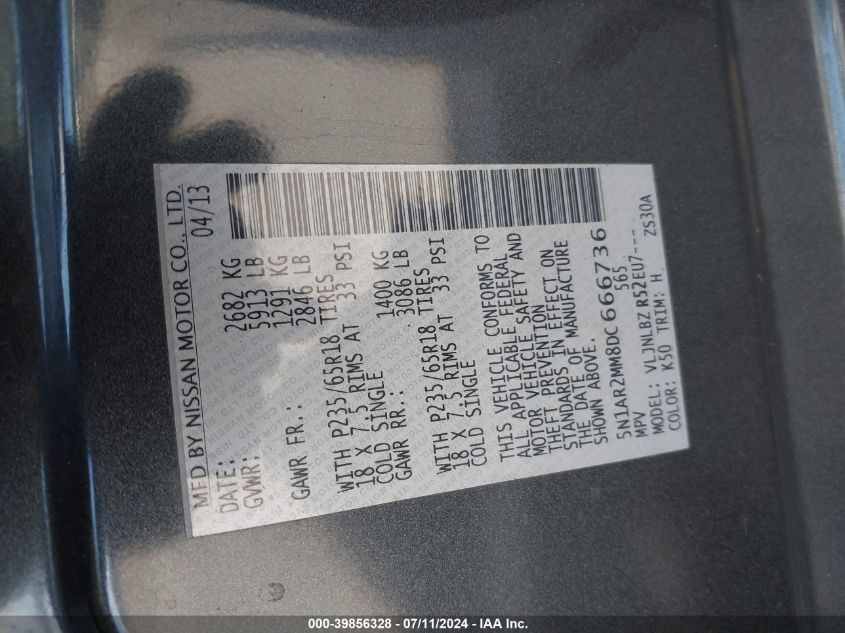 MFD BY NISSAN MOTOR CO., LTD.
DATE: 04/13
GVWR: 2682 KG
5913 LB
GAWR FR.: 1291 KG
2846 LB
WITH P235/65R18 TIRES
18 X 7.5 RIMS AT 33 PSI
COLD SINGLE
GAWR RR.: 1400 KG
3086 LB
WITH P235/65R18 TIRES
18 X 7.5 RIMS AT 33 PSI
COLD SINGLE
THIS VEHICLE CONFORMS TO
ALL APPLICABLE FEDERAL
MOTOR VEHICLE SAFETY AND
THEFT PREVENTION
STANDARDS IN EFFECT ON
THE DATE OF MANUFACTURE
SHOWN ABOVE.
5N1AR2MM8DC666736
MPV 565
MODEL: VLJNLBZ R52EU7---
COLOR: K50 TRIM: H ZS30A
000-39856328 - 07/11/2024 - IAA Inc.